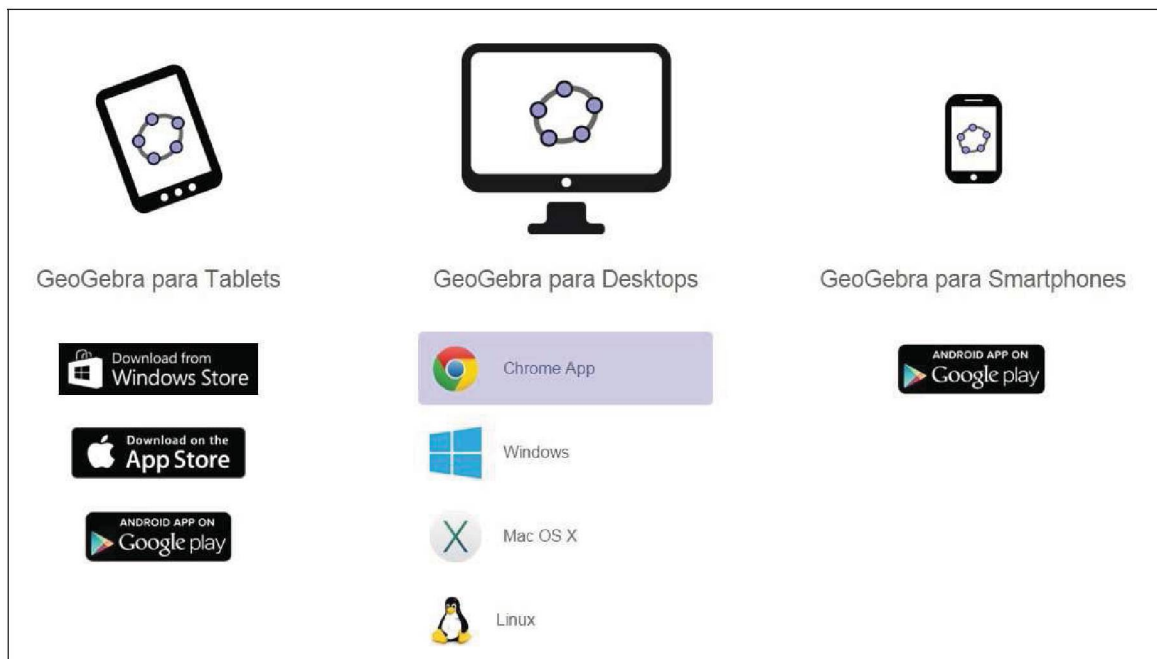 GeoGebra para Tablets
Download from
Windows Store
Download on the
App Store
ANDROID APP ON
Google play
GeoGebra para Desktops
Chrome App
Windows
Mac OS X
Linux
GeoGebra para Smartphones
ANDROID APP ON
Google play